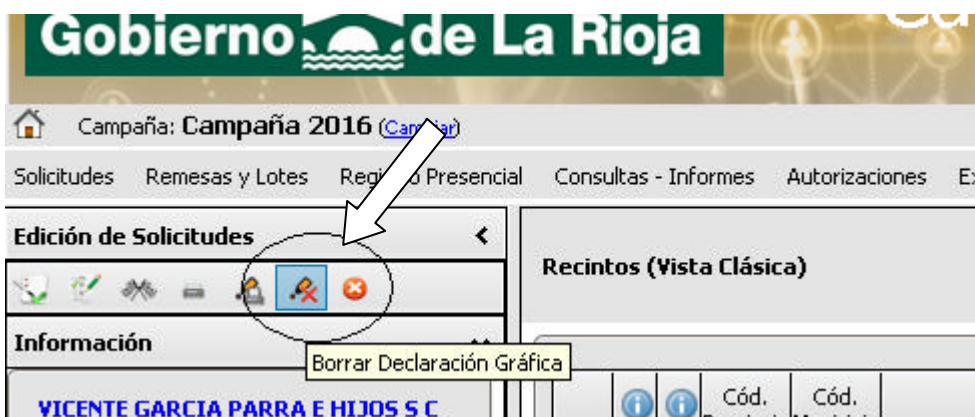 Gobierno de La Rioja
Campaña: Campaña 2016 (Cambiar)
Solicitudes Remesas y Lotes Registro Presencial Consultas - Informes Autorizaciones
Edición de Solicitudes
Recintos (Vista Clásica)
Información
Borrar Declaración Gráfica
VICENTE GARCIA PARRA E HIJOS S C
Cód. Cód.